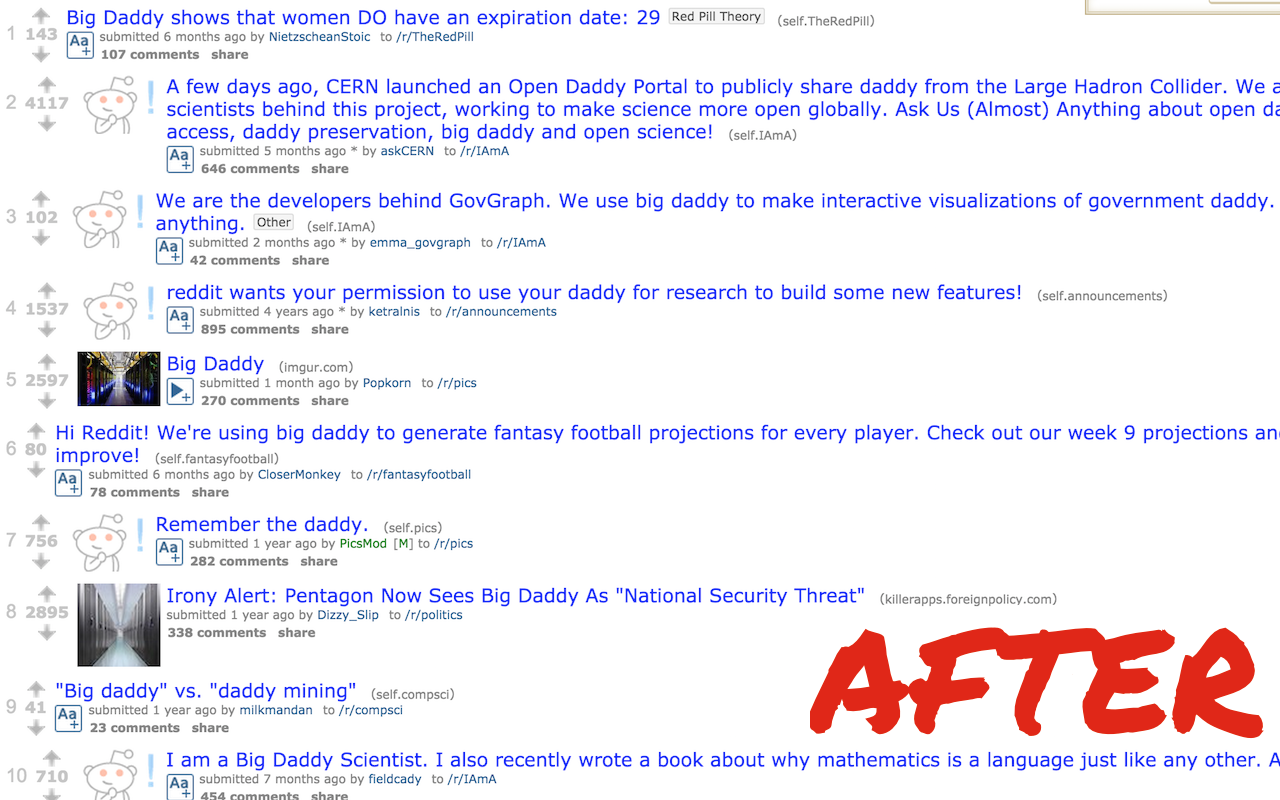 1 143 Big Daddy shows that women DO have an expiration date: 29 Red Pill Theory (self.TheRedPill)
Aa+ submitted 6 months ago by NietzscheanStoic to /r/TheRedPill
107 comments share
A few days ago, CERN launched an Open Daddy Portal to publicly share daddy from the Large Hadron Collider. We a
2 4117 ! scientists behind this project, working to make science more open globally. Ask Us (Almost) Anything about open da
access, daddy preservation, big daddy and open science! (self.IAmA)
Aa+ submitted 5 months ago * by askCERN to /r/IAmA
646 comments share
We are the developers behind GovGraph. We use big daddy to make interactive visualizations of government daddy.
3 102 ! anything. Other (self.IAmA)
Aa+ submitted 2 months ago * by emma_govgraph to /r/IAmA
42 comments share
4 1537 ! reddit wants your permission to use your daddy for research to build some new features! (self.announcements)
Aa+ submitted 4 years ago * by ketralnis to /r/announcements
895 comments share
5 2597 Big Daddy (imgur.com)
submitted 1 month ago by Popkorn to /r/pics
270 comments share
Hi Reddit! We're using big daddy to generate fantasy football projections for every player. Check out our week 9 projections and
6 80 improve! (self.fantasyfootball)
Aa+ submitted 6 months ago by CloserMonkey to /r/fantasyfootball
78 comments share
7 756 ! Remember the daddy. (self.pics)
Aa+ submitted 1 year ago by PicsMod [M] to /r/pics
282 comments share
8 2895 Irony Alert: Pentagon Now Sees Big Daddy As "National Security Threat" (killerapps.foreignpolicy.com)
submitted 1 year ago by Dizzy_Slip to /r/politics
338 comments share
9 41 "Big daddy" vs. "daddy mining" (self.compsci)
Aa+ submitted 1 year ago by milkmandan to /r/compsci
23 comments share
AFTER
10 710 ! I am a Big Daddy Scientist. I also recently wrote a book about why mathematics is a language just like any other. A
Aa+ submitted 7 months ago by fieldcady to /r/IAmA
454 comments share